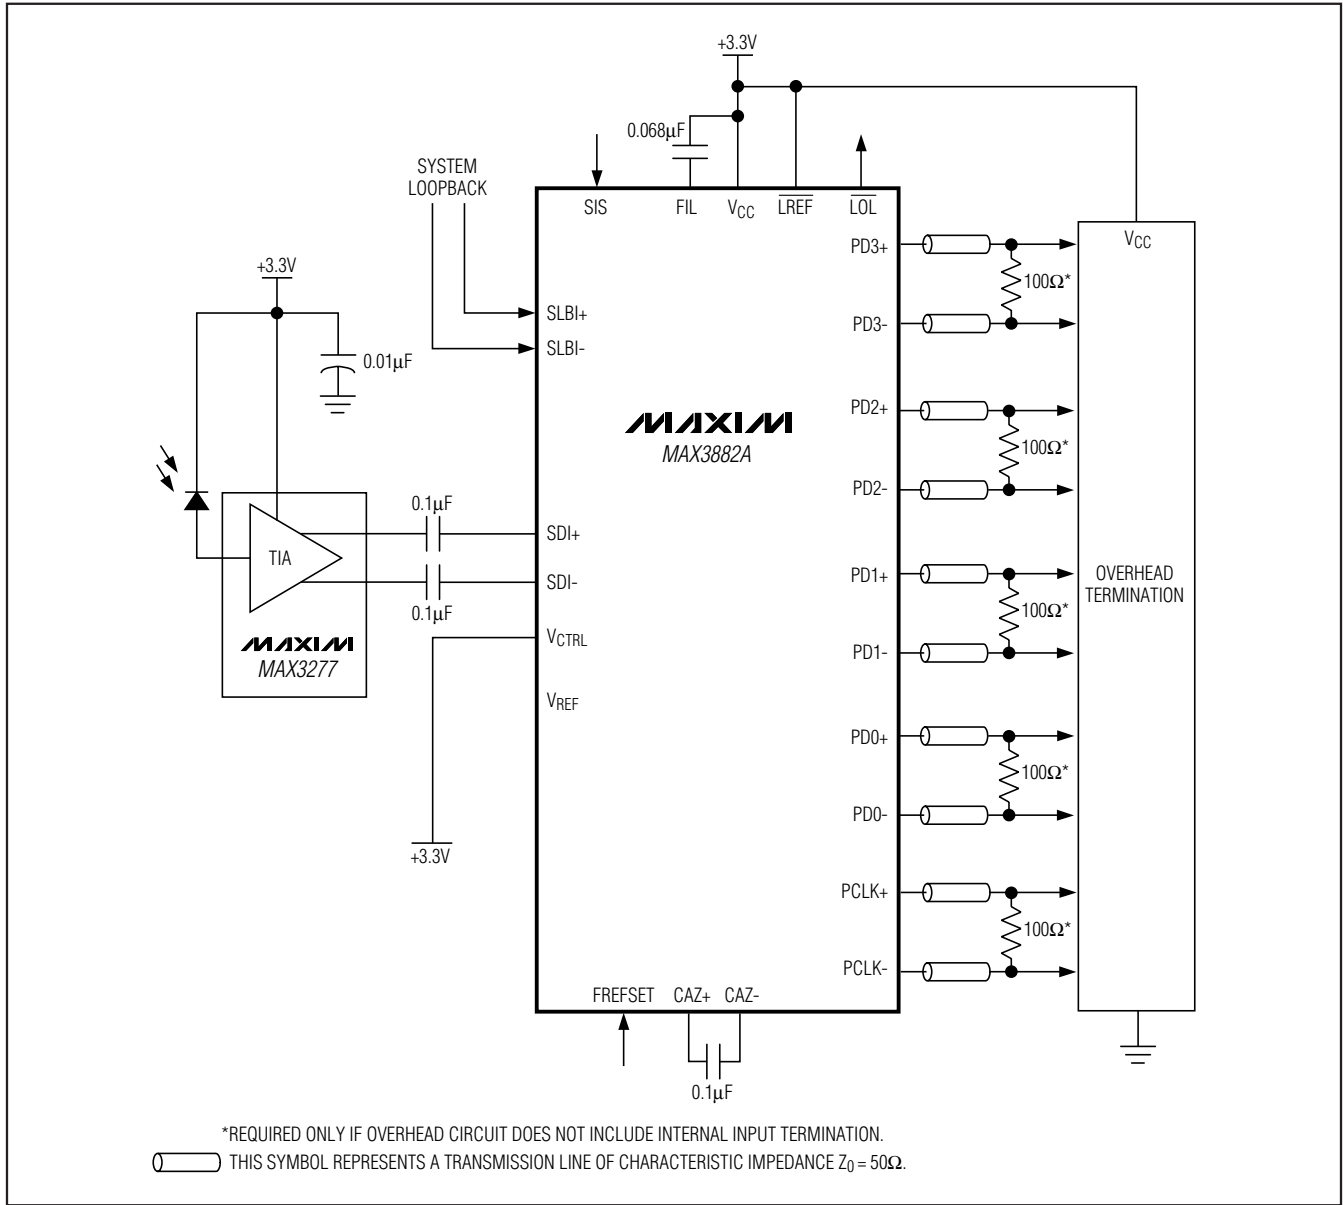 +3.3V
0.068µF
SYSTEM
LOOPBACK
SIS
FIL
VCC
LREF
LOL
PD3+
VCC
+3.3V
100Ω*
SLBI+
PD3-
SLBI-
0.01µF
PD2+
MAXIM
MAX3882A
100Ω*
PD2-
0.1µF
SDI+
TIA
PD1+
OVERHEAD
TERMINATION
SDI-
0.1µF
100Ω*
VCTRL
MAXIM
MAX3277
PD1-
VREF
PD0+
100Ω*
PD0-
+3.3V
PCLK+
100Ω*
PCLK-
FREFSET
CAZ+
CAZ-
0.1µF
*REQUIRED ONLY IF OVERHEAD CIRCUIT DOES NOT INCLUDE INTERNAL INPUT TERMINATION.
THIS SYMBOL REPRESENTS A TRANSMISSION LINE OF CHARACTERISTIC IMPEDANCE Z0 = 50Ω.